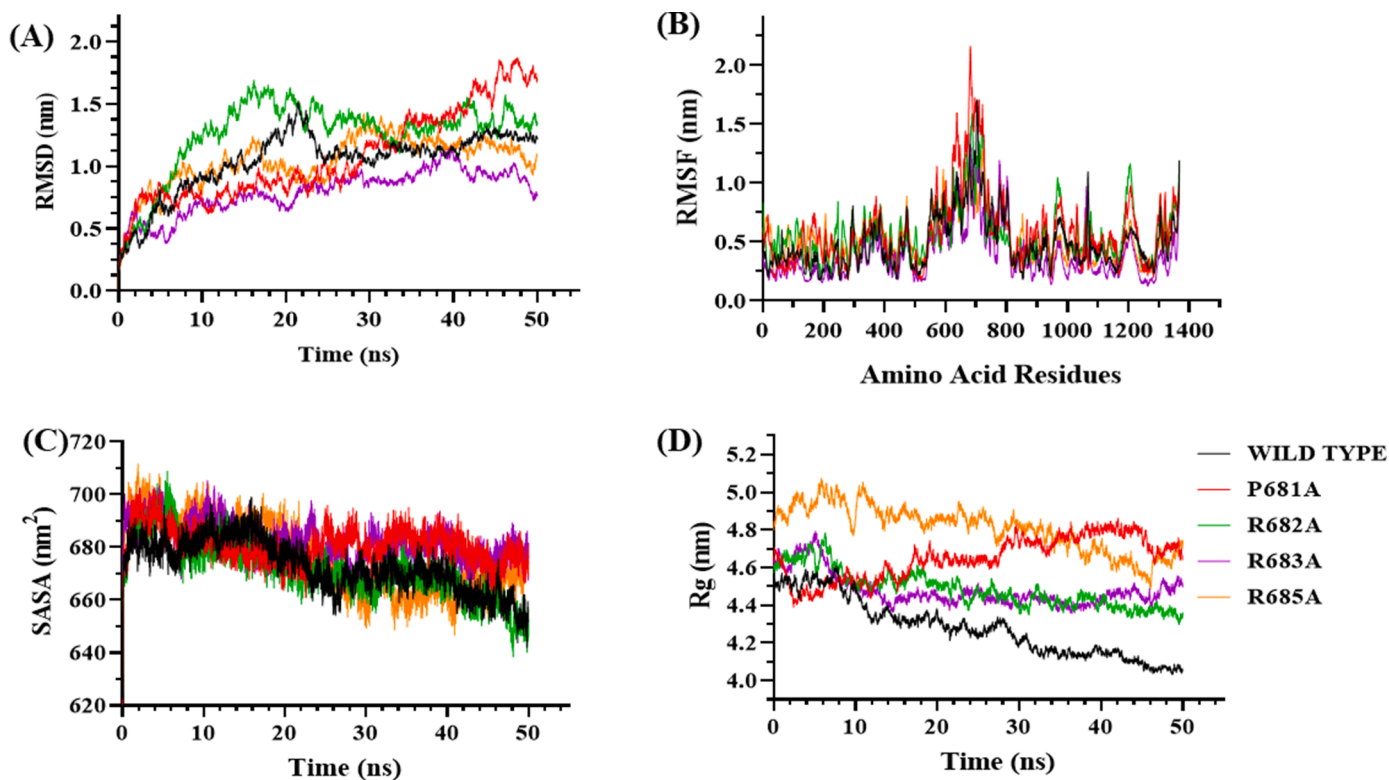 (A)
RMSD (nm)
2.0
1.5
1.0
0.5
0.0
0 10 20 30 40 50
Time (ns)
(B)
RMSF (nm)
2.0
1.5
1.0
0.5
0.0
0 200 400 600 800 1000 1200 1400
Amino Acid Residues
(C)
SASA (nm²)
720
700
680
660
640
620
0 10 20 30 40 50
Time (ns)
(D)
Rg (nm)
5.2
5.0
4.8
4.6
4.4
4.2
4.0
0 10 20 30 40 50
Time (ns)
WILD TYPE
P681A
R682A
R683A
R685A